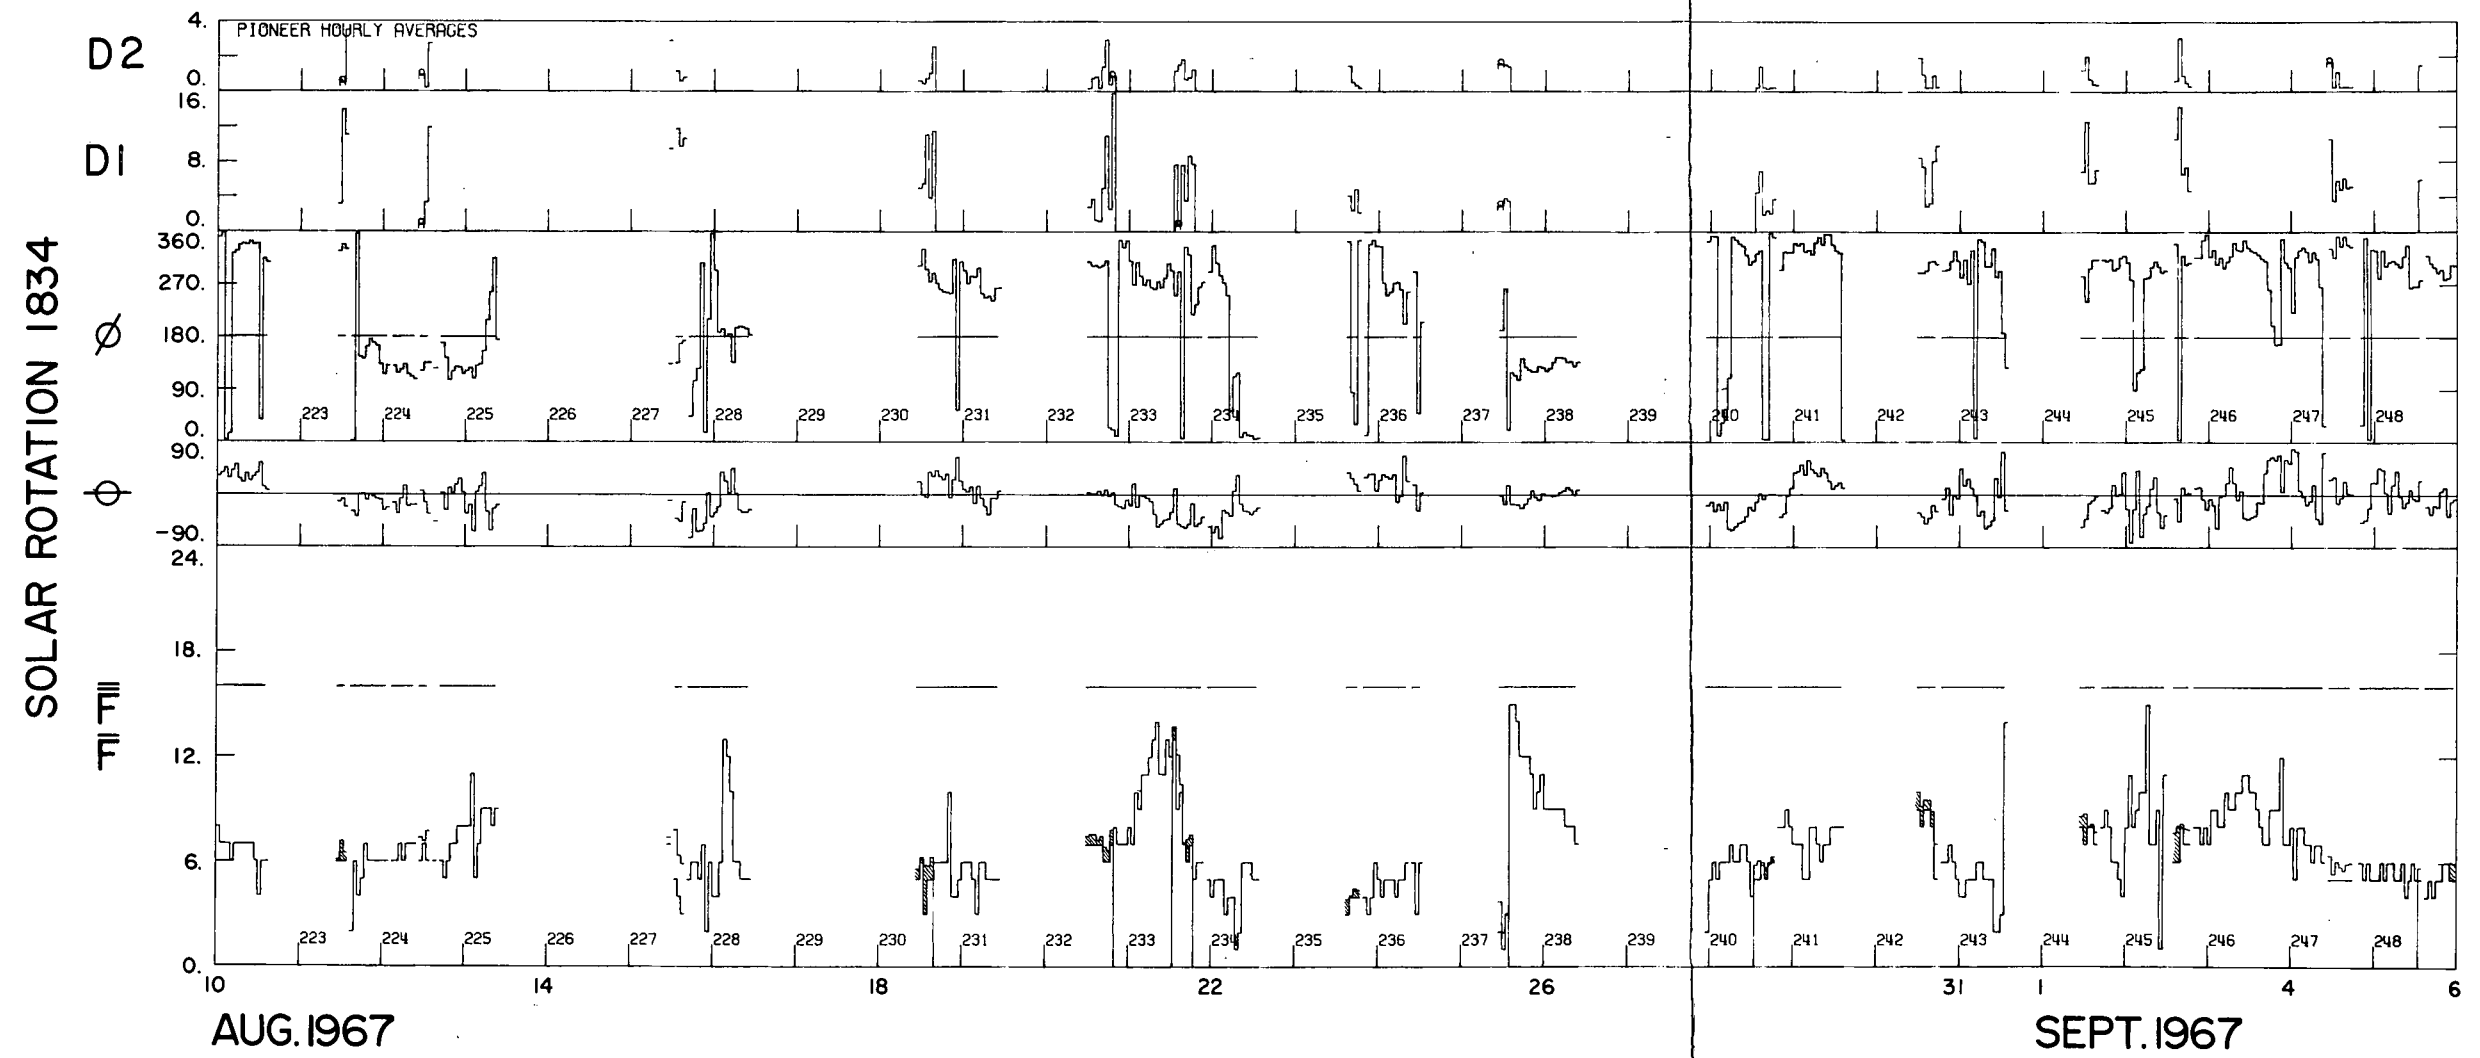 SOLAR ROTATION 1834
PIONEER HOURLY AVERAGES
D2
4.
0.
D1
16.
8.
0.
ϕ
360.
270.
180.
90.
0.
223 224 225 226 227 228 229 230 231 232 233 234 235 236 237 238 239 240 241 242 243 244 245 246 247 248
90.
-90.
F
F
24.
18.
12.
6.
0.
223 224 225 226 227 228 229 230 231 232 233 234 235 236 237 238 239 240 241 242 243 244 245 246 247 248
10 14 18 22 26 31 1 4 6
AUG. 1967 SEPT. 1967